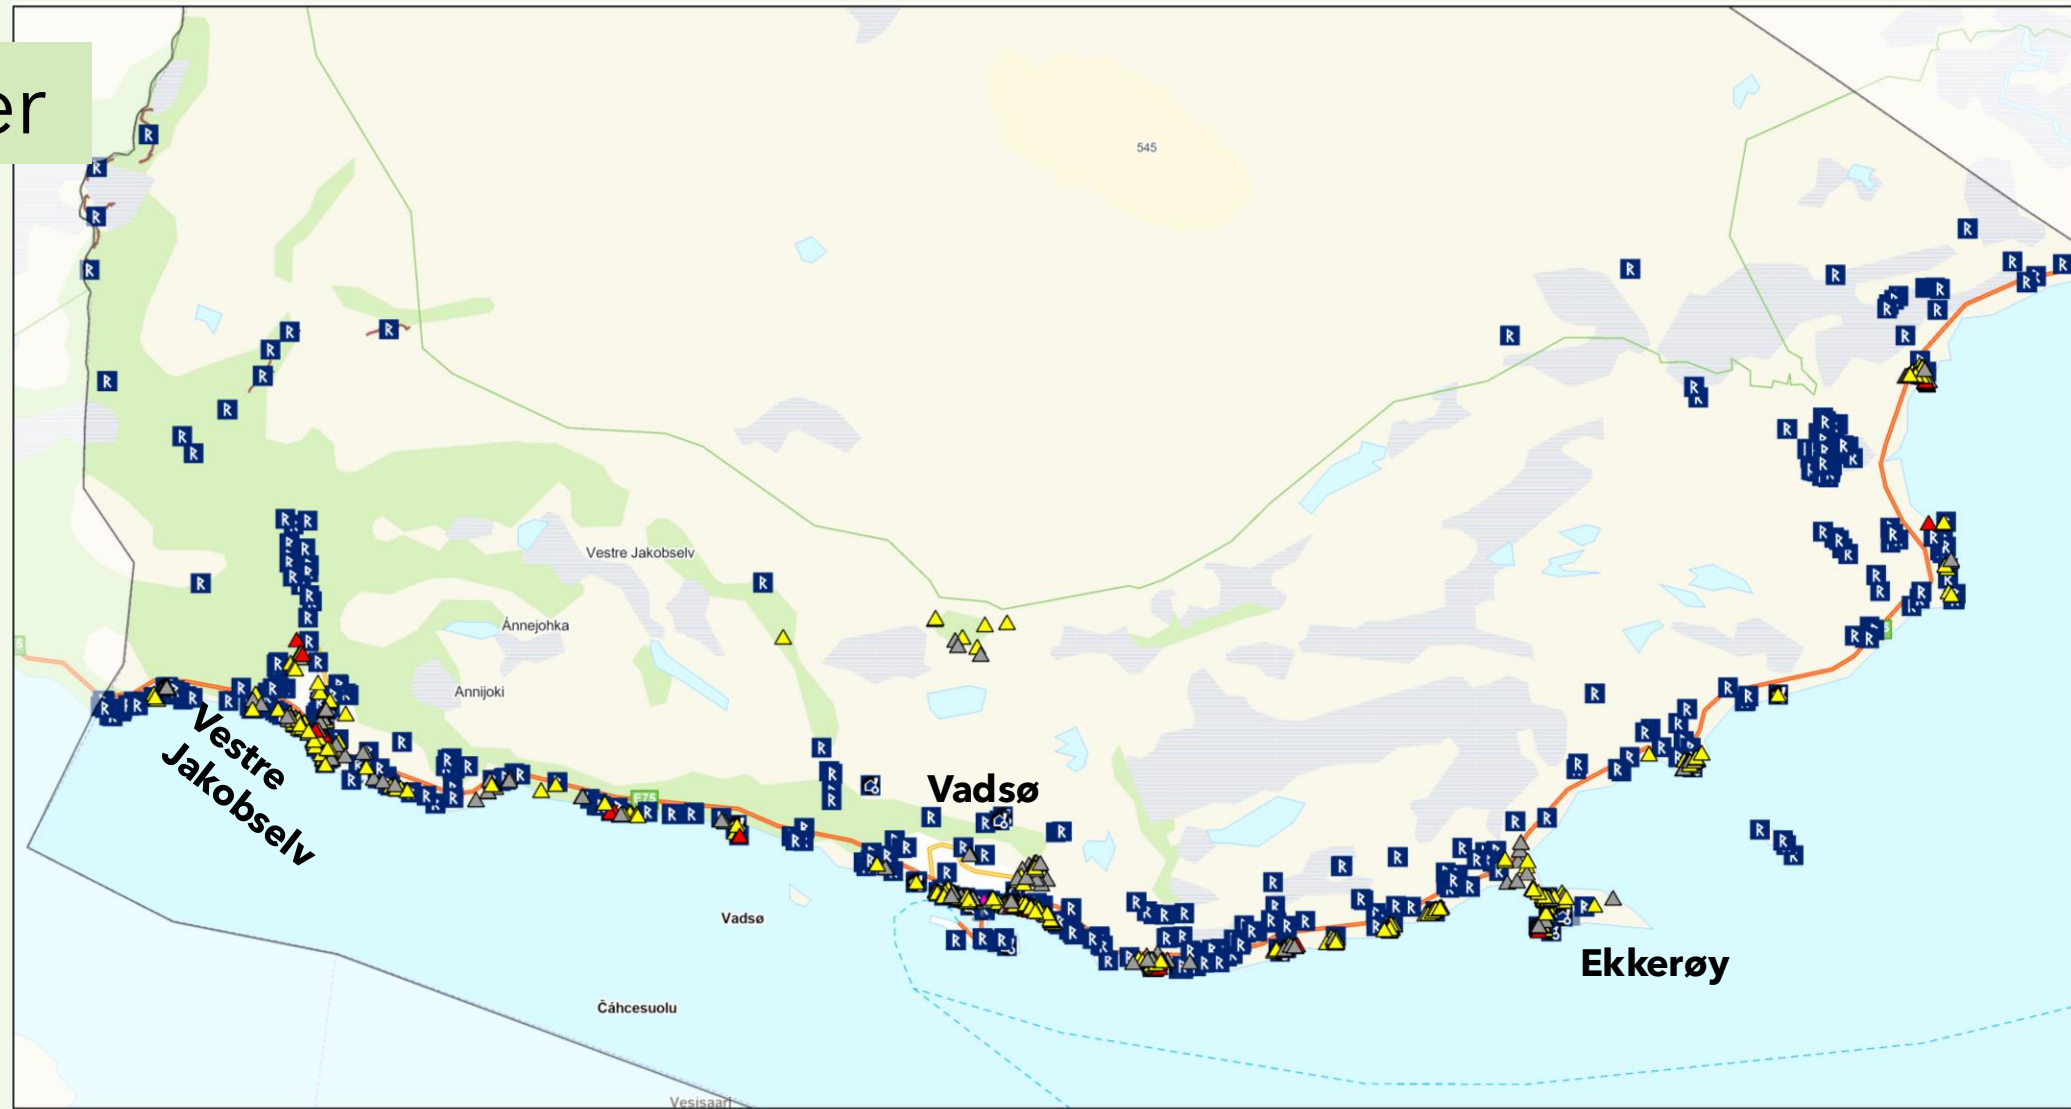 er
545
Vestre Jakobselv
Ánnejohka
Annijoki
Vestre
Jakobselv
E75
Vadsø
Vadsø
Ekkerøy
Čáhcesuolu
Vesisaari